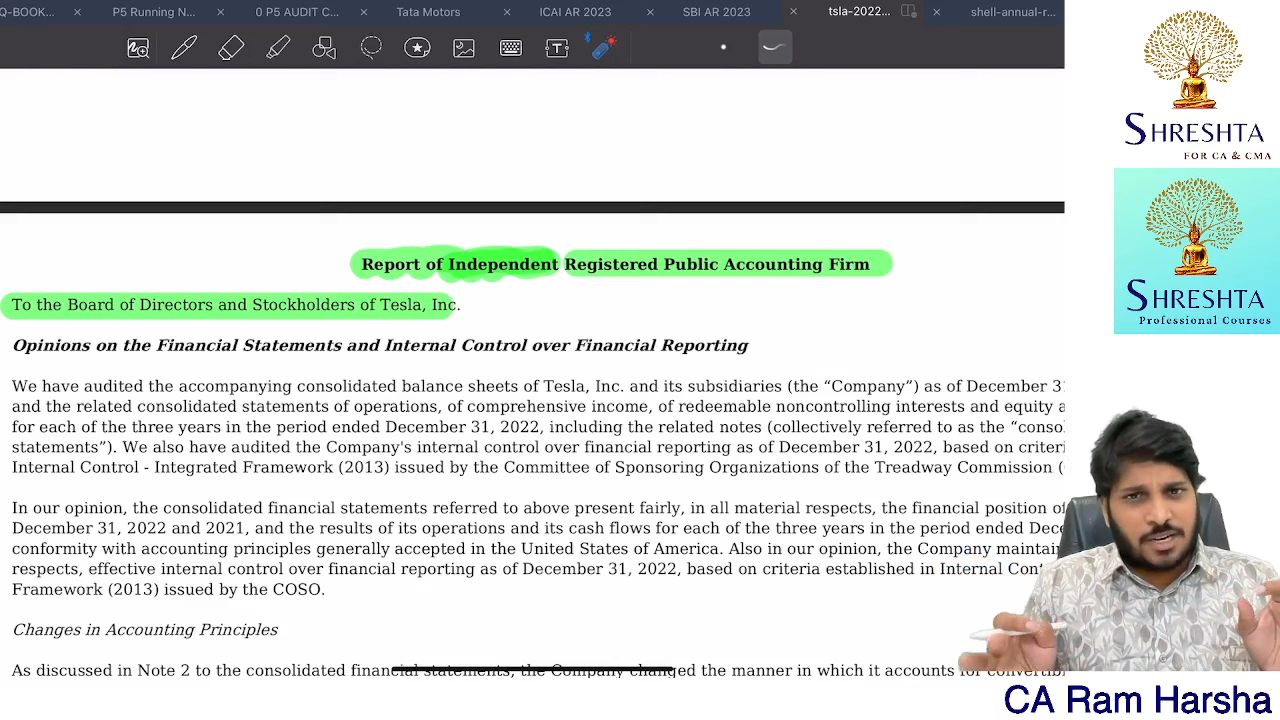 Q-BOOK...
P5 Running N...
0 P5 AUDIT C...
Tata Motors
ICAI AR 2023
SBI AR 2023
tsla-2022...
shell-annual-r...
Report of Independent Registered Public Accounting Firm
To the Board of Directors and Stockholders of Tesla, Inc.
Opinions on the Financial Statements and Internal Control over Financial Reporting
We have audited the accompanying consolidated balance sheets of Tesla, Inc. and its subsidiaries (the “Company”) as of December 31
and the related consolidated statements of operations, of comprehensive income, of redeemable noncontrolling interests and equity a
for each of the three years in the period ended December 31, 2022, including the related notes (collectively referred to as the “conso
statements”). We also have audited the Company's internal control over financial reporting as of December 31, 2022, based on criteri
Internal Control - Integrated Framework (2013) issued by the Committee of Sponsoring Organizations of the Treadway Commission (
In our opinion, the consolidated financial statements referred to above present fairly, in all material respects, the financial position of
December 31, 2022 and 2021, and the results of its operations and its cash flows for each of the three years in the period ended Dece
conformity with accounting principles generally accepted in the United States of America. Also in our opinion, the Company maintain
respects, effective internal control over financial reporting as of December 31, 2022, based on criteria established in Internal Cont
Framework (2013) issued by the COSO.
Changes in Accounting Principles
As discussed in Note 2 to the consolidated financial statements, the Company changed the manner in which it accounts for convertibl
SHRESHTA
FOR CA & CMA
SHRESHTA
Professional Courses
CA Ram Harsha